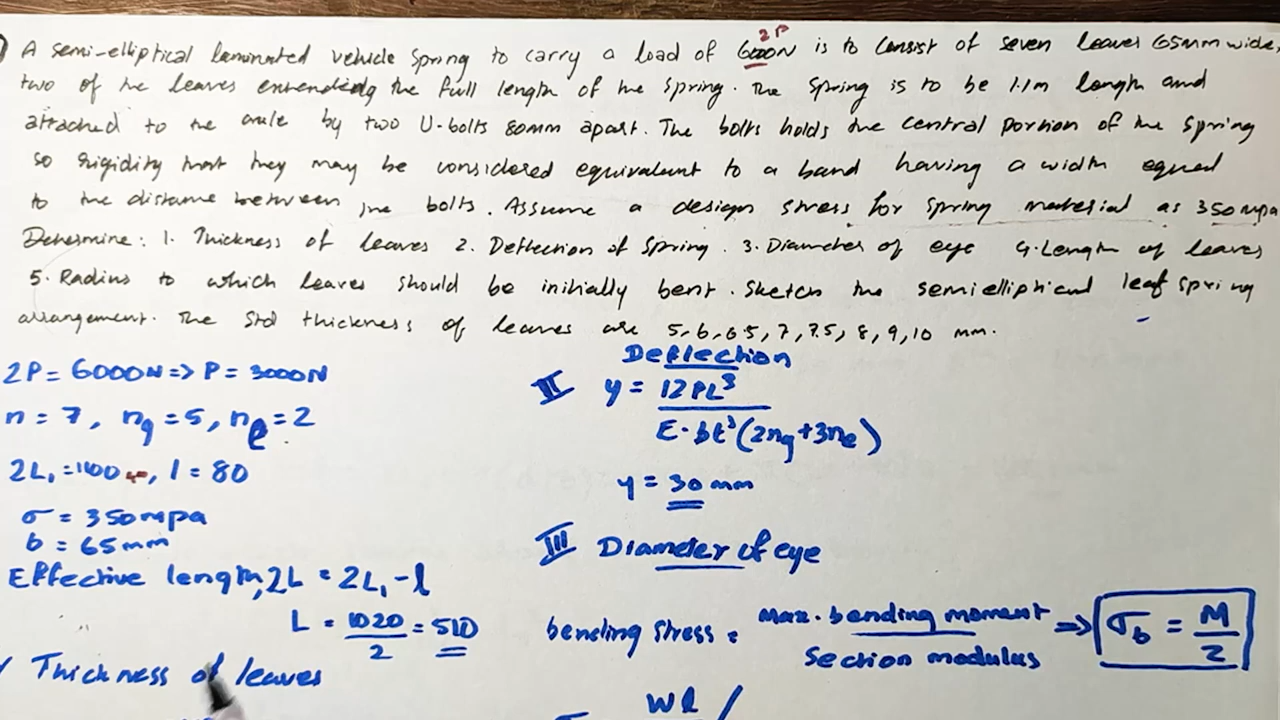 A semi-elliptical laminated vehicle spring to carry a load of 6000N is to consist of seven leaves 65mm wide,
2P
two of the leaves extending the full length of the spring. The spring is to be 1.1m length and
attached to the axle by two U-bolts 80mm apart. The bolts holds the central portion of the spring
so rigidity that they may be considered equivalent to a band having a width equal
to the distance between the bolts. Assume a design stress for spring material as 350mpa
Determine: 1. Thickness of leaves 2. Deflection of spring. 3. Diameter of eye 4. Length of leaves
5. Radius to which leaves should be initially bent. Sketch the semielliptical leaf spring
arrangement. The Std thickness of leaves are 5, 6, 6.5, 7, 7.5, 8, 9, 10 mm.
2P = 6000N => P = 3000N
n = 7, ng = 5, ne = 2
2L1 = 1100, l = 80
σ = 350mpa
b = 65mm
Effective length, 2L = 2L1 - l
L = 1020/2 = 510
Thickness of leaves
Deflection
II y = 12PL³ / E·bt³(2ng + 3ne)
y = 30 mm
III Diameter of eye
bending stress = Max. bending moment / Section modulus => σb = M/Z
Wl